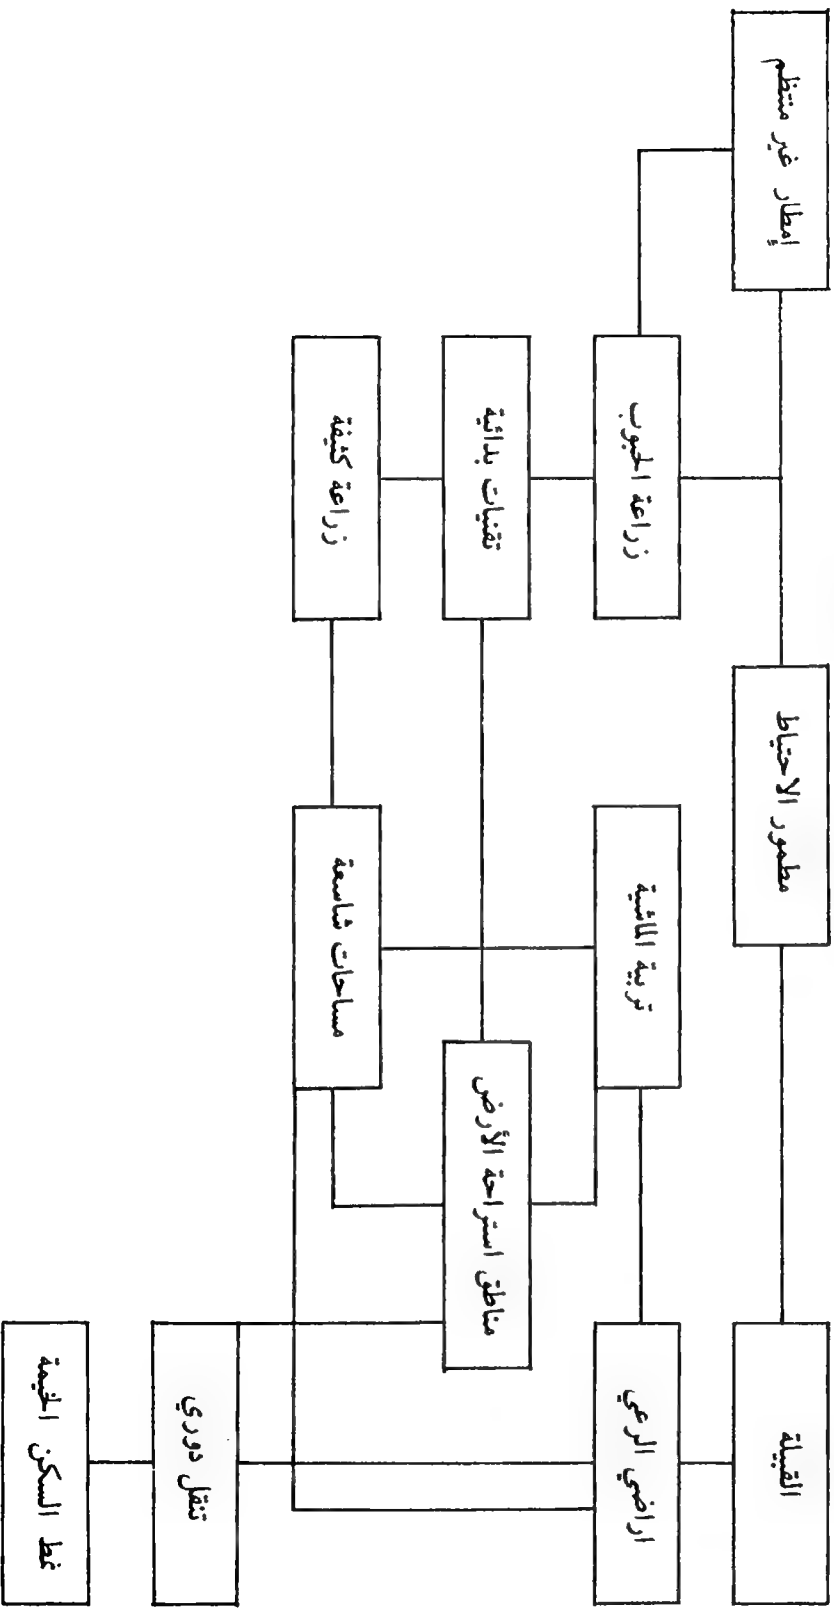 القبيلة
مطمور الاحتياط
إمطار غير منتظم
اراضي الرعي
تربية الماشية
زراعة الحبوب
مناطق استراحة الأرض
تقنيات بدائية
مساحات شاسعة
زراعة كثيفة
تنقل دوري
نمط السكن الخيمة